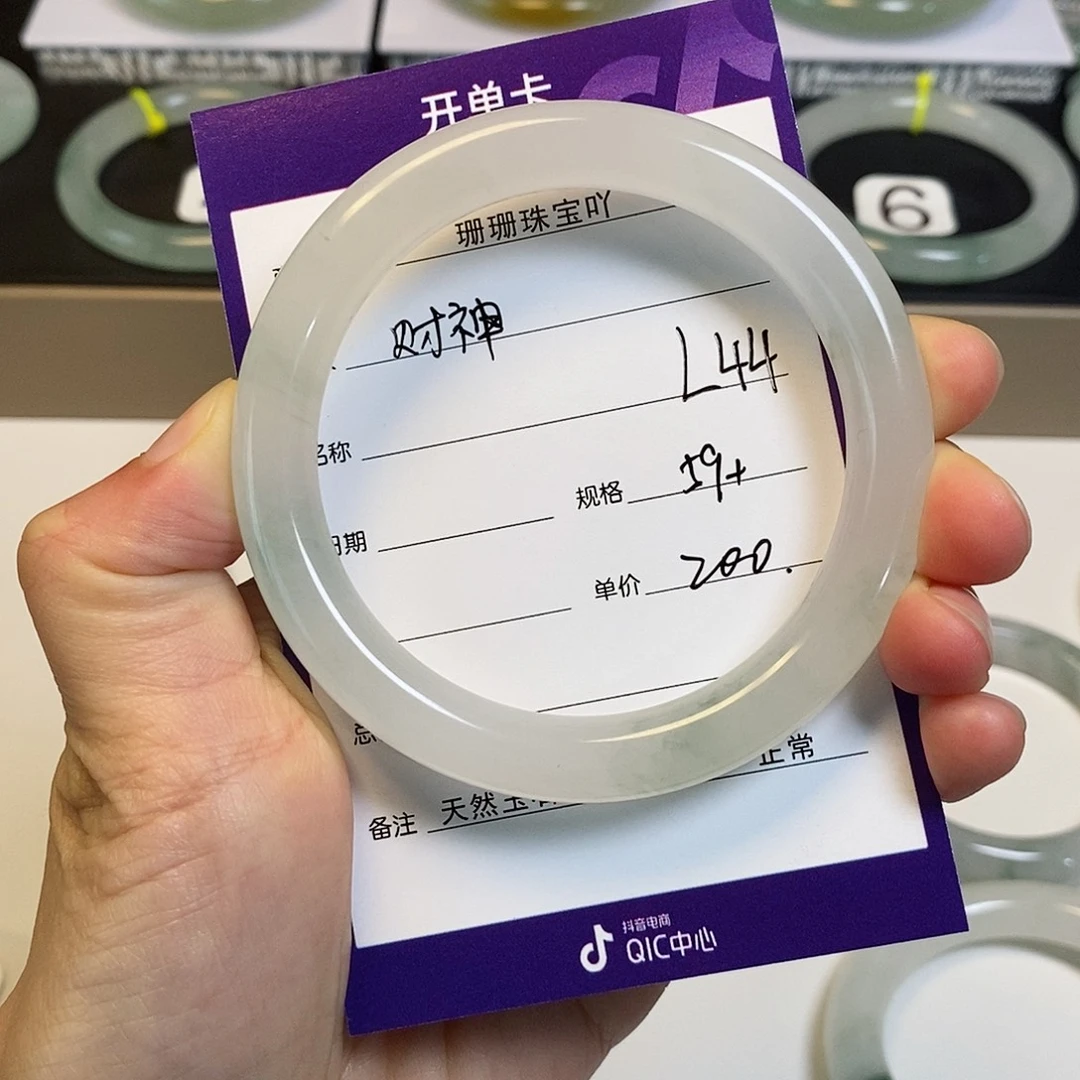 开单卡
珊珊珠宝吖
财神
L44
名称
规格 59+
日期
单价 200.
备注 天然玉 正常
抖音电商
QIC中心
6